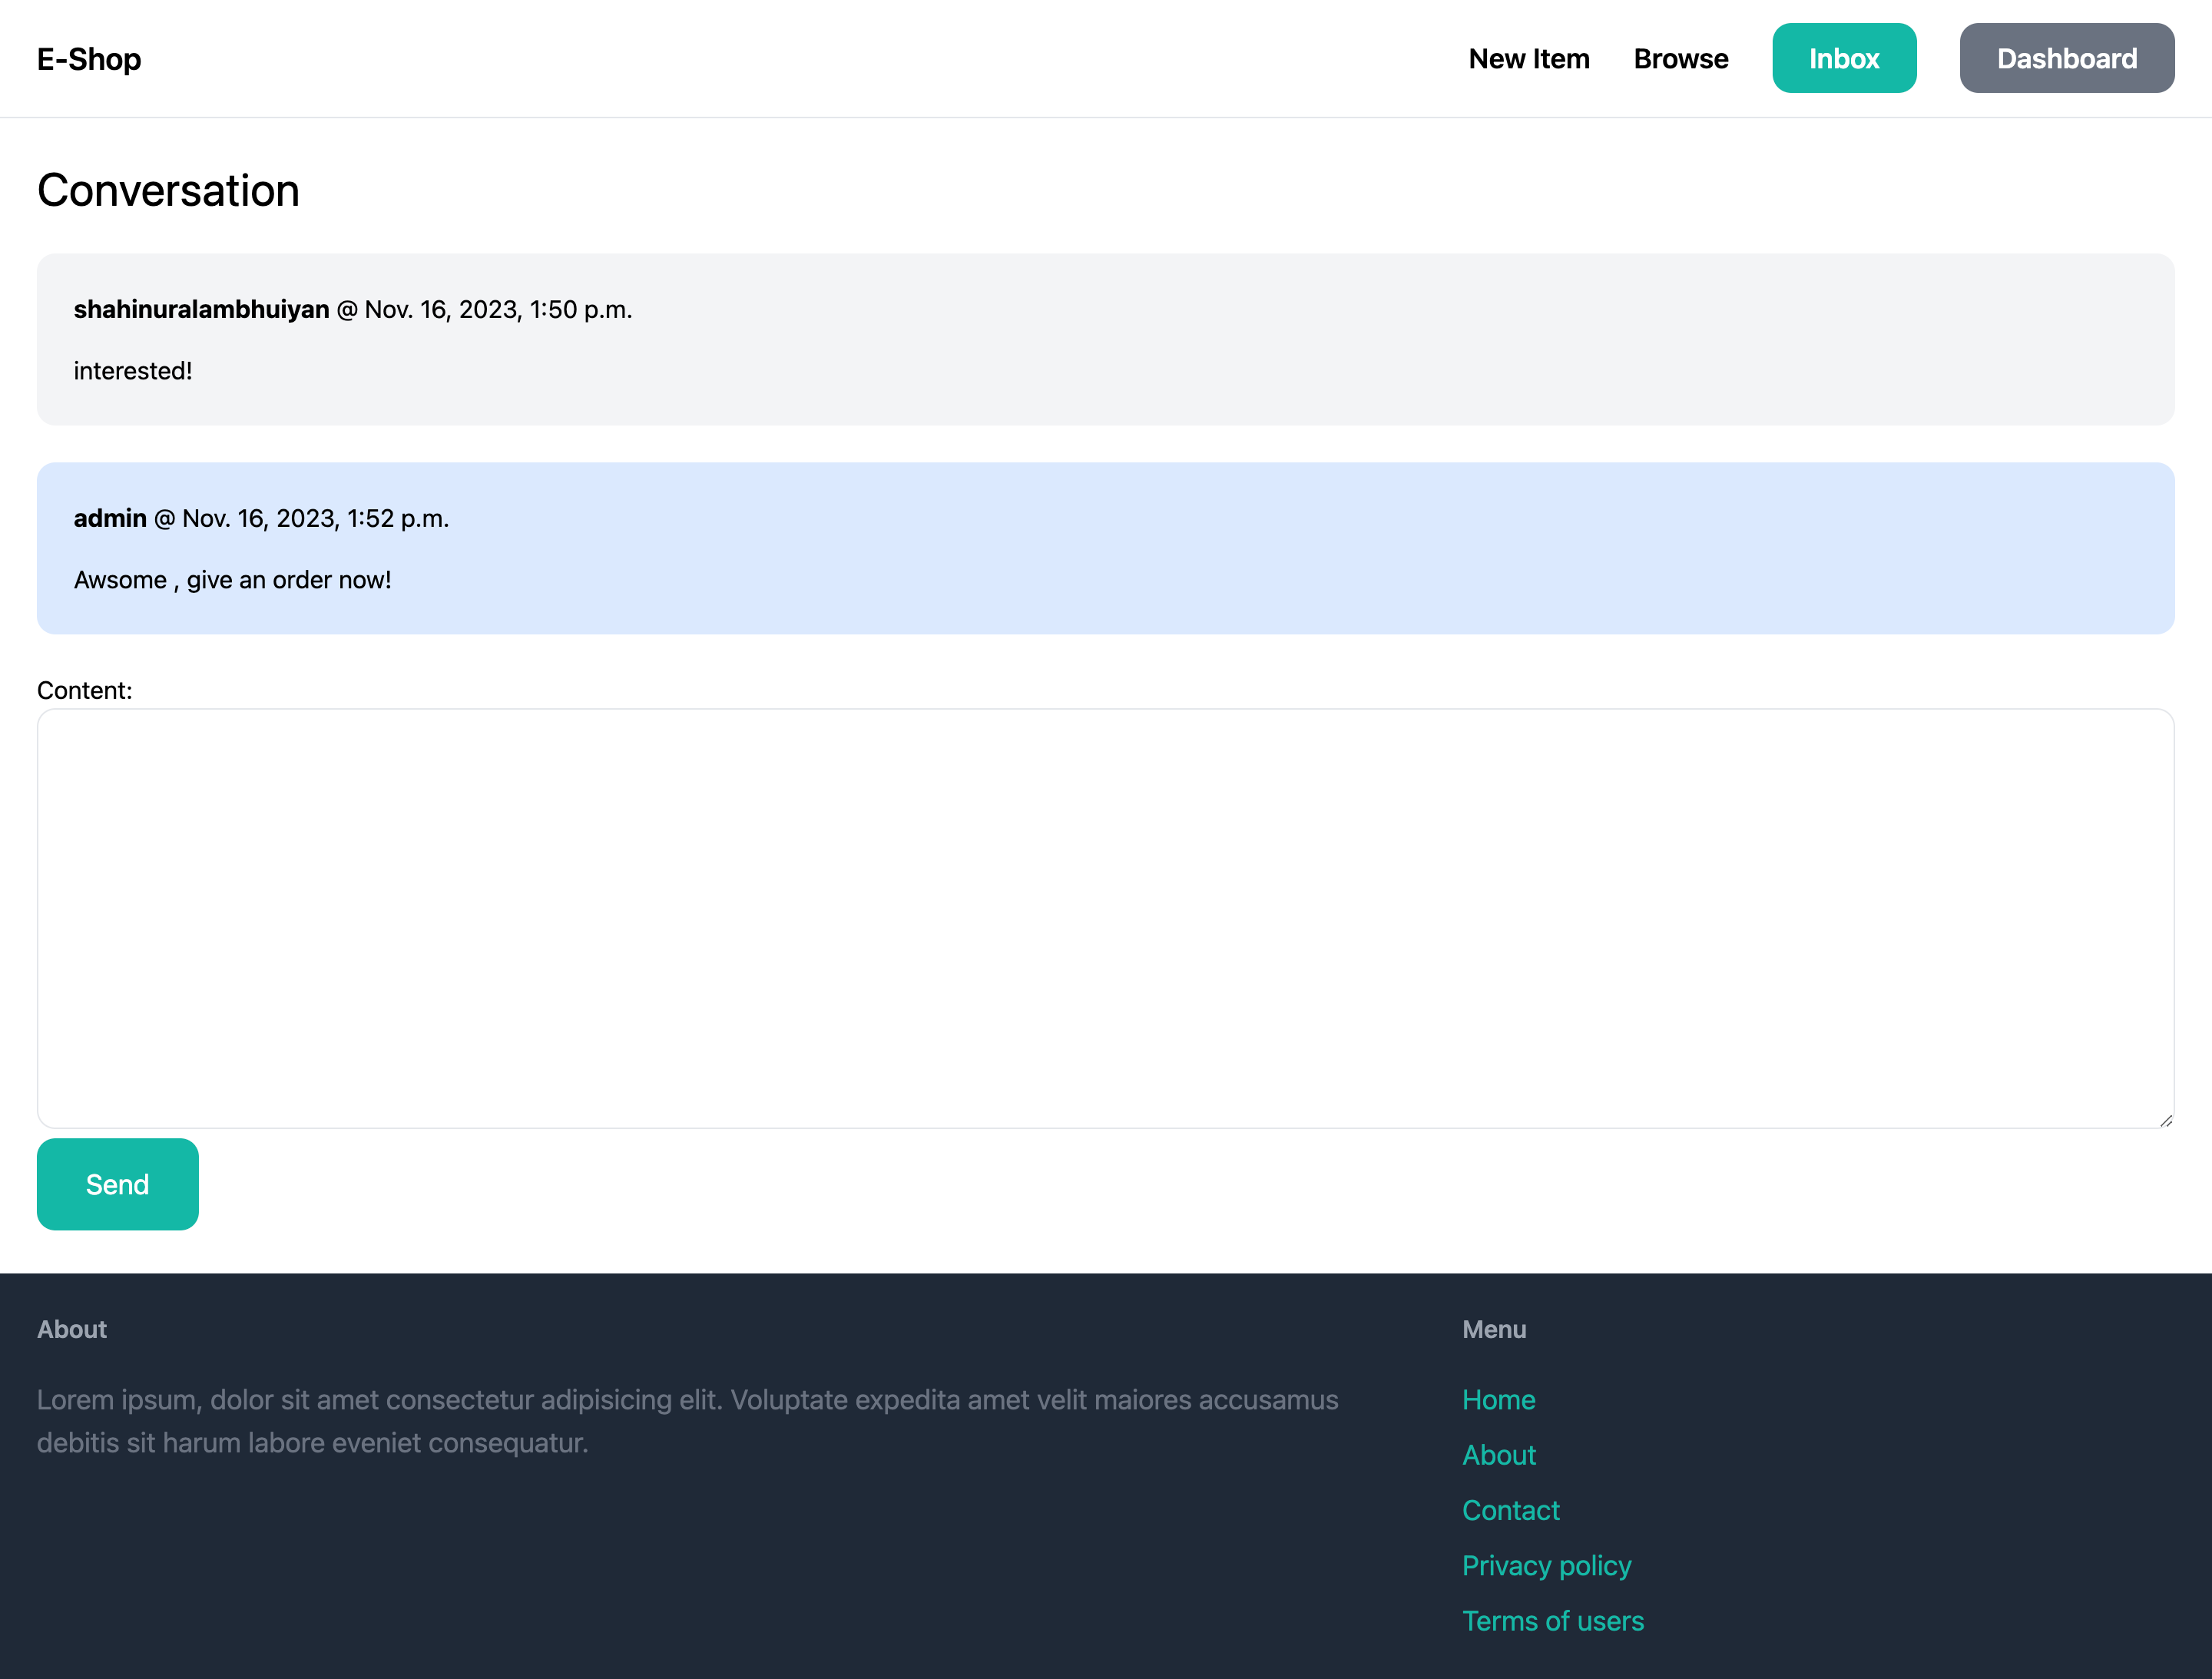 E-Shop
New Item
Browse
Inbox
Dashboard
Conversation
shahinuralambhuiyan @ Nov. 16, 2023, 1:50 p.m.
interested!
admin @ Nov. 16, 2023, 1:52 p.m.
Awsome , give an order now!
Content:
Send
About
Lorem ipsum, dolor sit amet consectetur adipisicing elit. Voluptate expedita amet velit maiores accusamus
debitis sit harum labore eveniet consequatur.
Menu
Home
About
Contact
Privacy policy
Terms of users